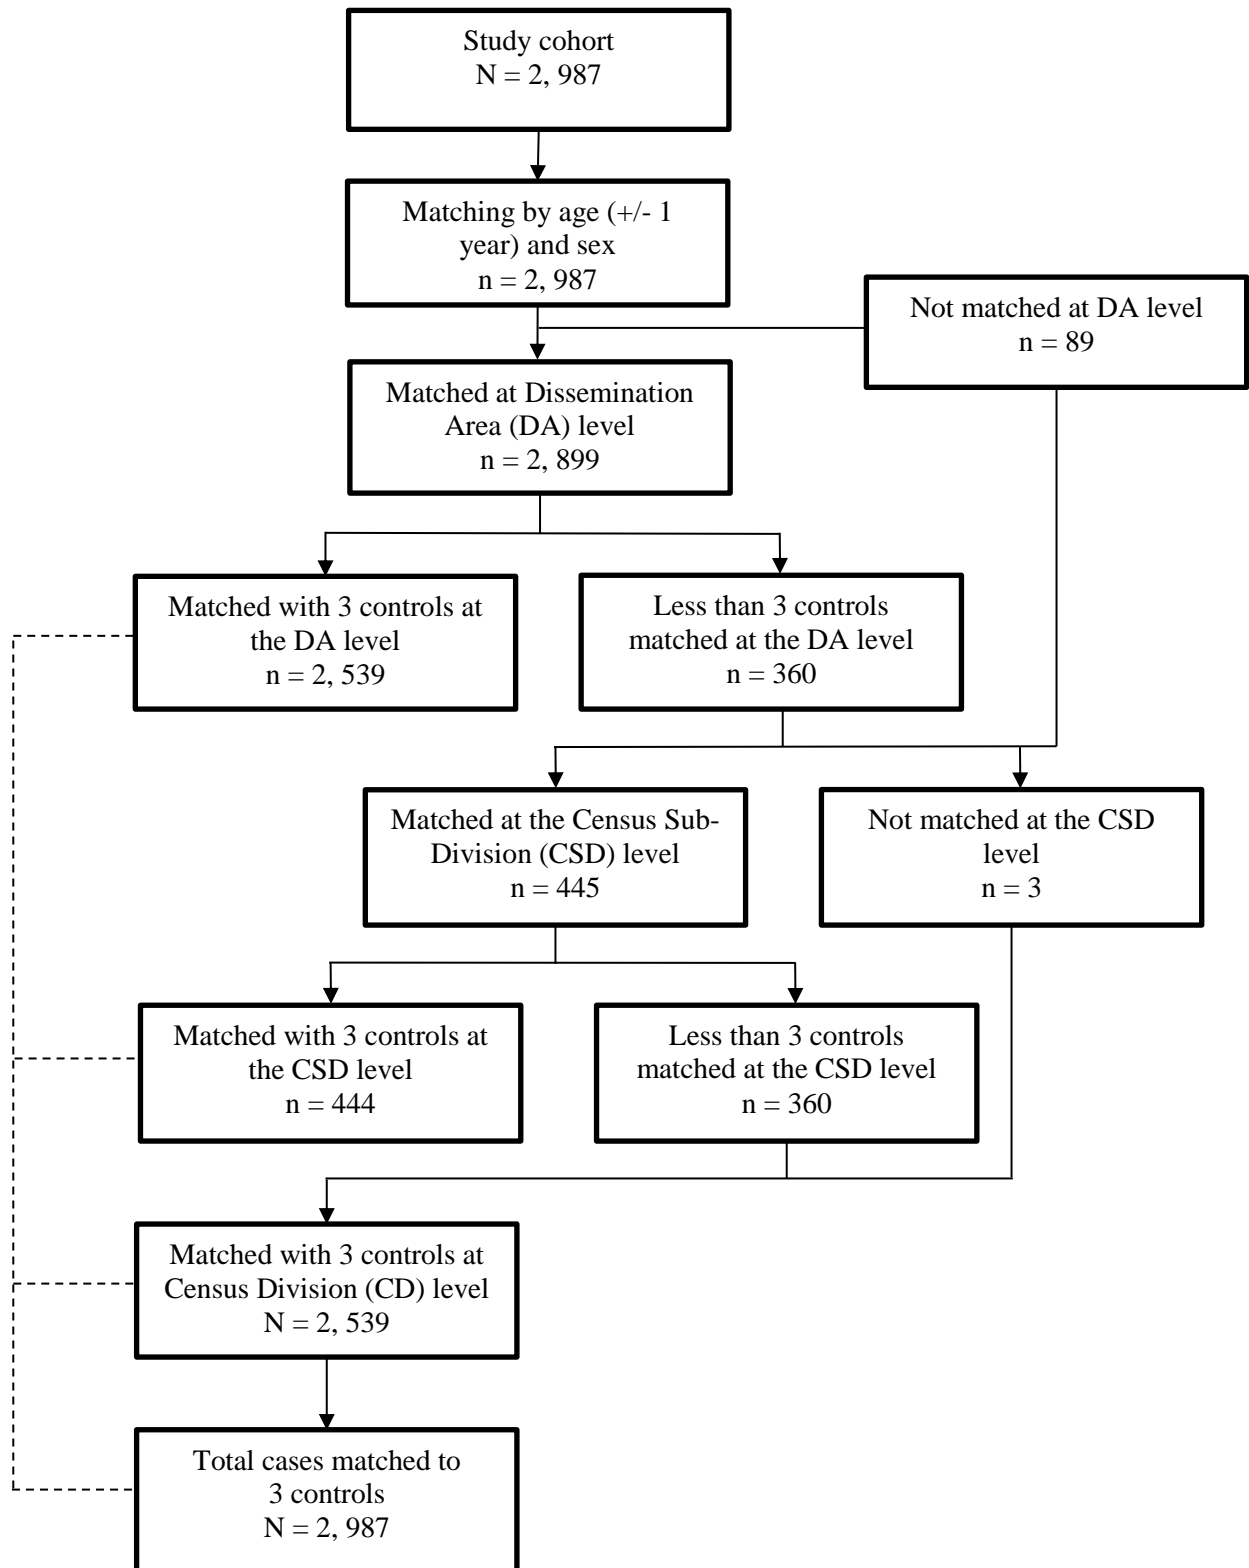 Study cohort
N = 2, 987
Matching by age (+/- 1
year) and sex
n = 2, 987
Not matched at DA level
n = 89
Matched at Dissemination
Area (DA) level
n = 2, 899
Matched with 3 controls at
the DA level
n = 2, 539
Less than 3 controls
matched at the DA level
n = 360
Matched at the Census Sub-
Division (CSD) level
n = 445
Not matched at the CSD
level
n = 3
Matched with 3 controls at
the CSD level
n = 444
Less than 3 controls
matched at the CSD level
n = 360
Matched with 3 controls at
Census Division (CD) level
N = 2, 539
Total cases matched to
3 controls
N = 2, 987